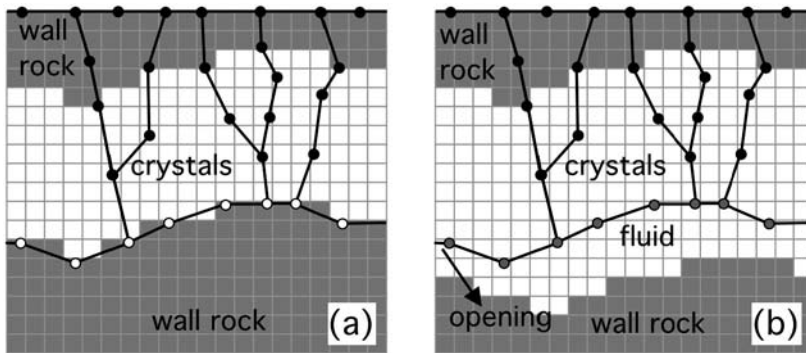 wall
rock
crystals
wall rock
(a)
wall
rock
crystals
fluid
opening
wall rock
(b)